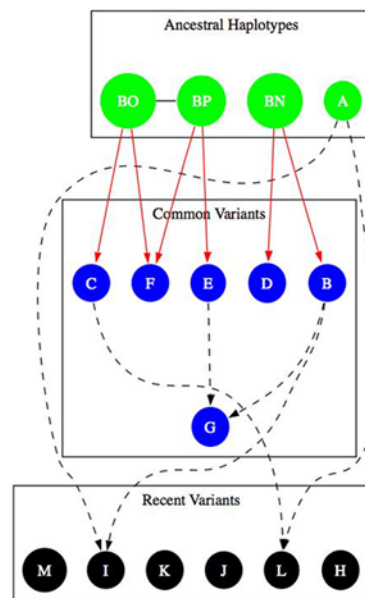 Ancestral Haplotypes
BO BP BN A
Common Variants
C F E D B
G
Recent Variants
M I K J L H